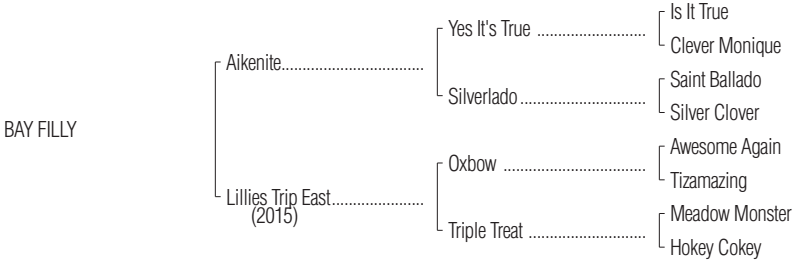 Is It True
Yes It's True ..........................
Clever Monique
Aikenite..................................
Saint Ballado
Silverlado ..............................
Silver Clover
BAY FILLY
Awesome Again
Oxbow ..................................
Tizamazing
Lillies Trip East......................
(2015)
Meadow Monster
Triple Treat ............................
Hokey Cokey